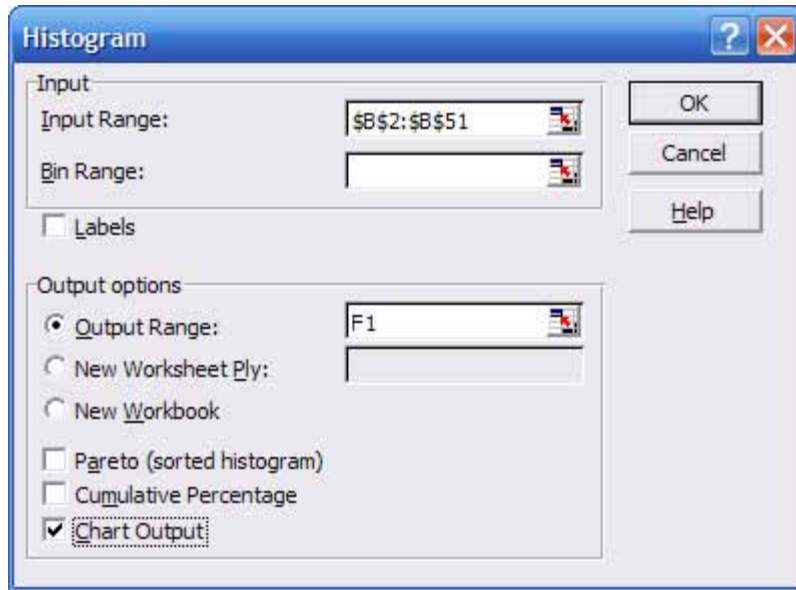 Histogram
?
Input
Input Range: $B$2:$B$51
Bin Range:
Labels
OK
Cancel
Help
Output options
Output Range: F1
New Worksheet Ply:
New Workbook
Pareto (sorted histogram)
Cumulative Percentage
Chart Output